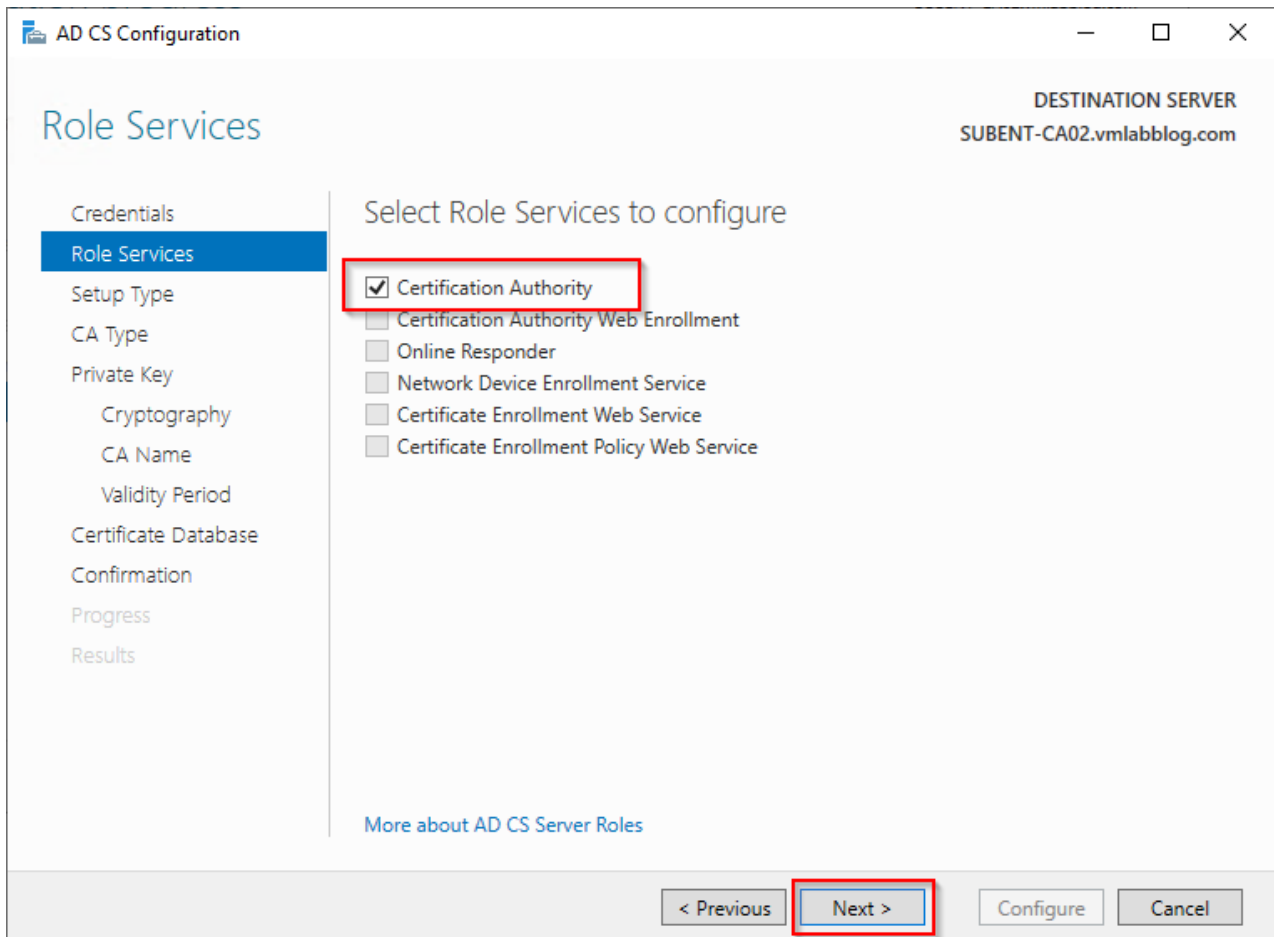 AD CS Configuration
Role Services
DESTINATION SERVER
SUBENT-CA02.vmlabblog.com
Credentials
Role Services
Setup Type
CA Type
Private Key
Cryptography
CA Name
Validity Period
Certificate Database
Confirmation
Progress
Results
Select Role Services to configure
Certification Authority
Certification Authority Web Enrollment
Online Responder
Network Device Enrollment Service
Certificate Enrollment Web Service
Certificate Enrollment Policy Web Service
More about AD CS Server Roles
< Previous
Next >
Configure
Cancel